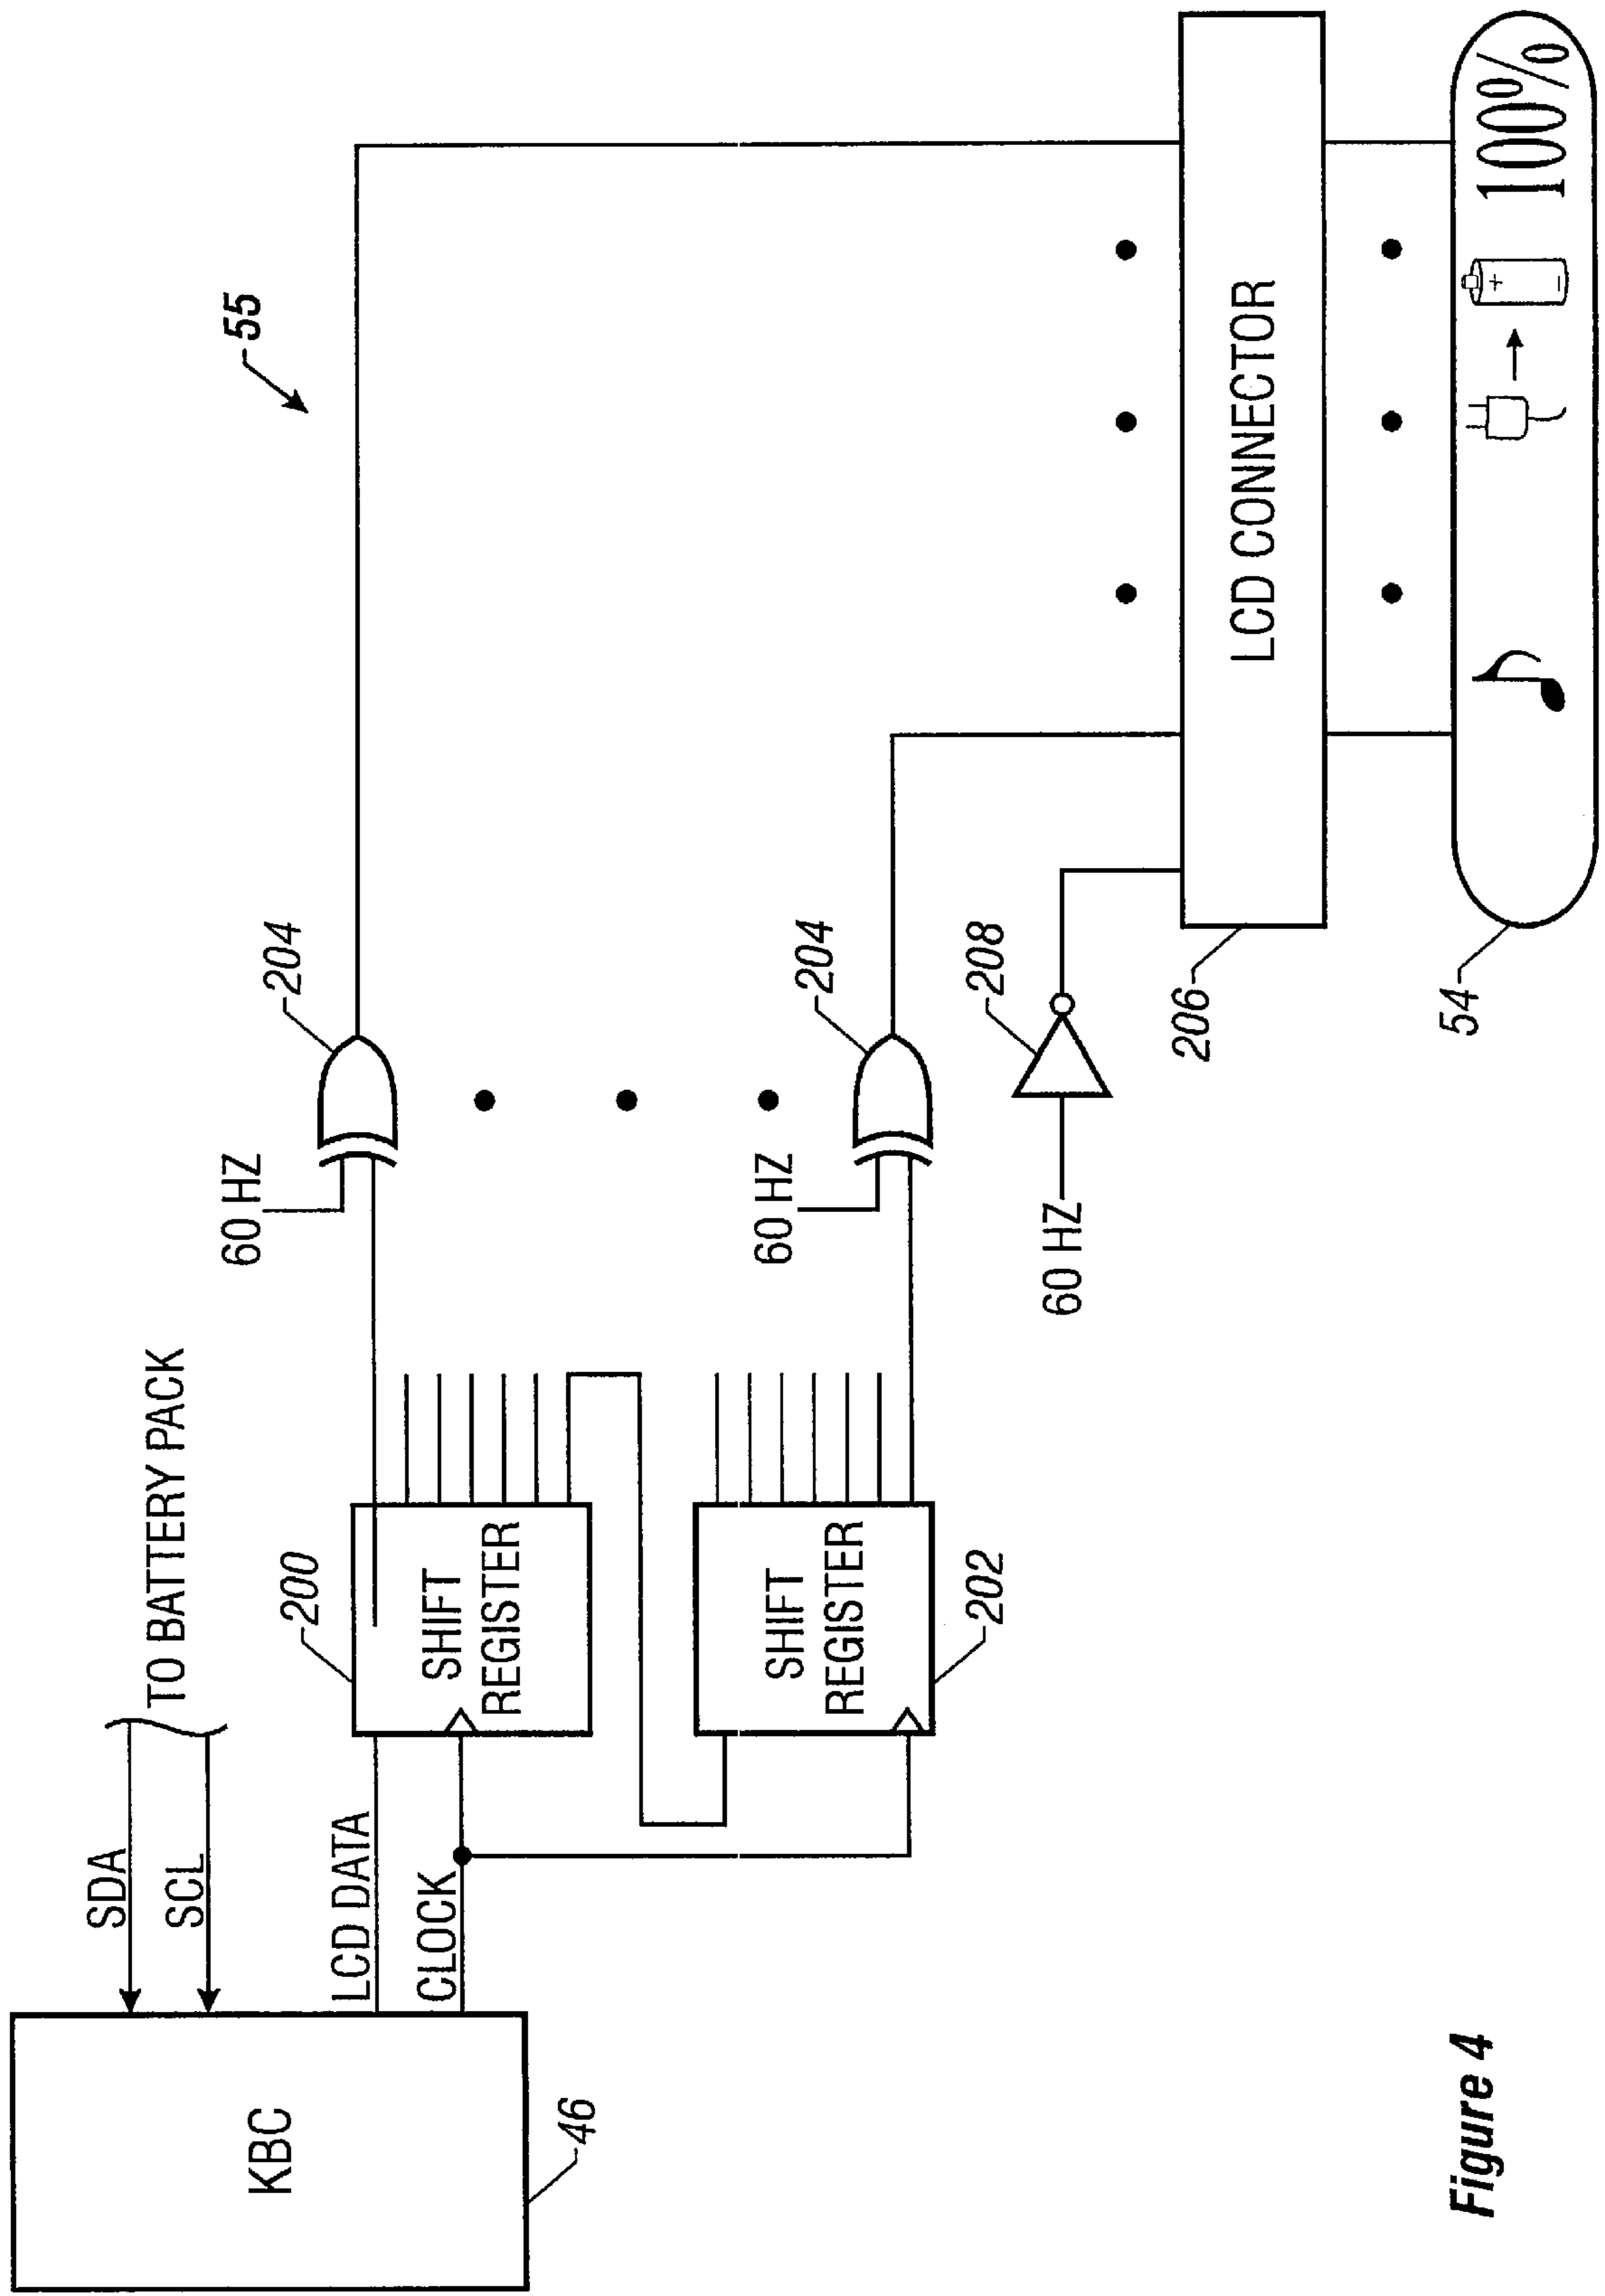 55
TO BATTERY PACK
SDA
SCL
KBC
46
LCD DATA
CLOCK
200
SHIFT
REGISTER
60 HZ
204
SHIFT
REGISTER
202
60 HZ
204
208
60 HZ
206
LCD CONNECTOR
54
+
−
100%
Figure 4